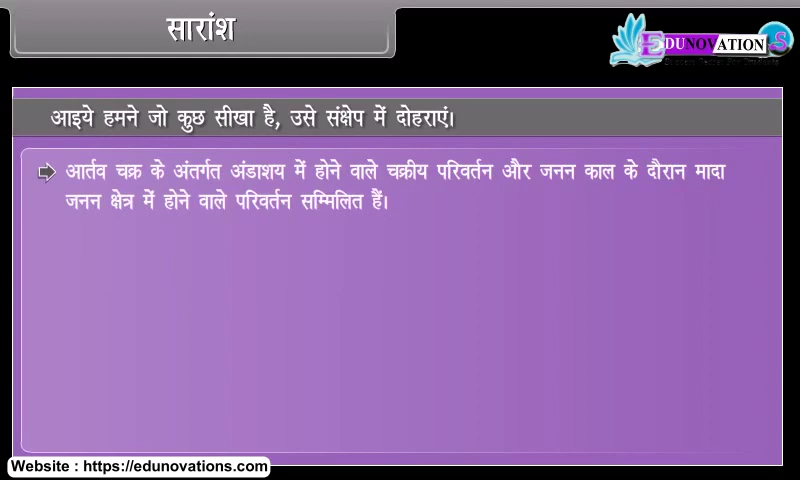 सारांश
EDUNOVATION.S
आइये हमने जो कुछ सीखा है, उसे संक्षेप में दोहराएं।
आर्तव चक्र के अंतर्गत अंडाशय में होने वाले चक्रीय परिवर्तन और जनन काल के दौरान मादा
जनन क्षेत्र में होने वाले परिवर्तन सम्मिलित हैं।
Website : https://edunovations.com